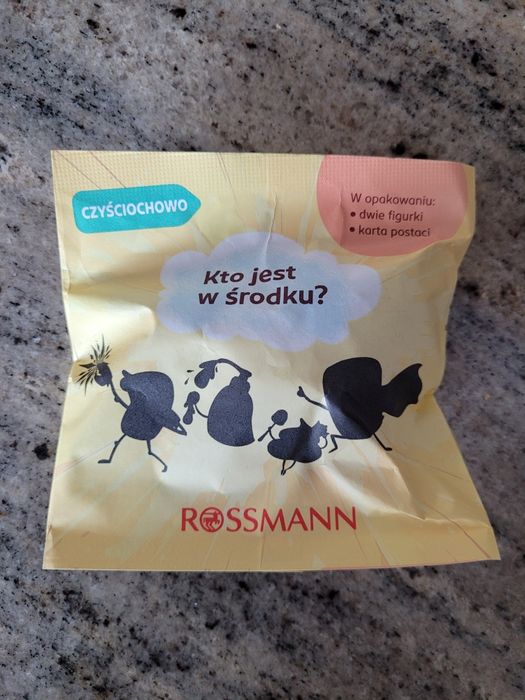 CZYŚCIOCHOWO
W opakowaniu:
• dwie figurki
• karta postaci
Kto jest
w środku?
ROSSMANN